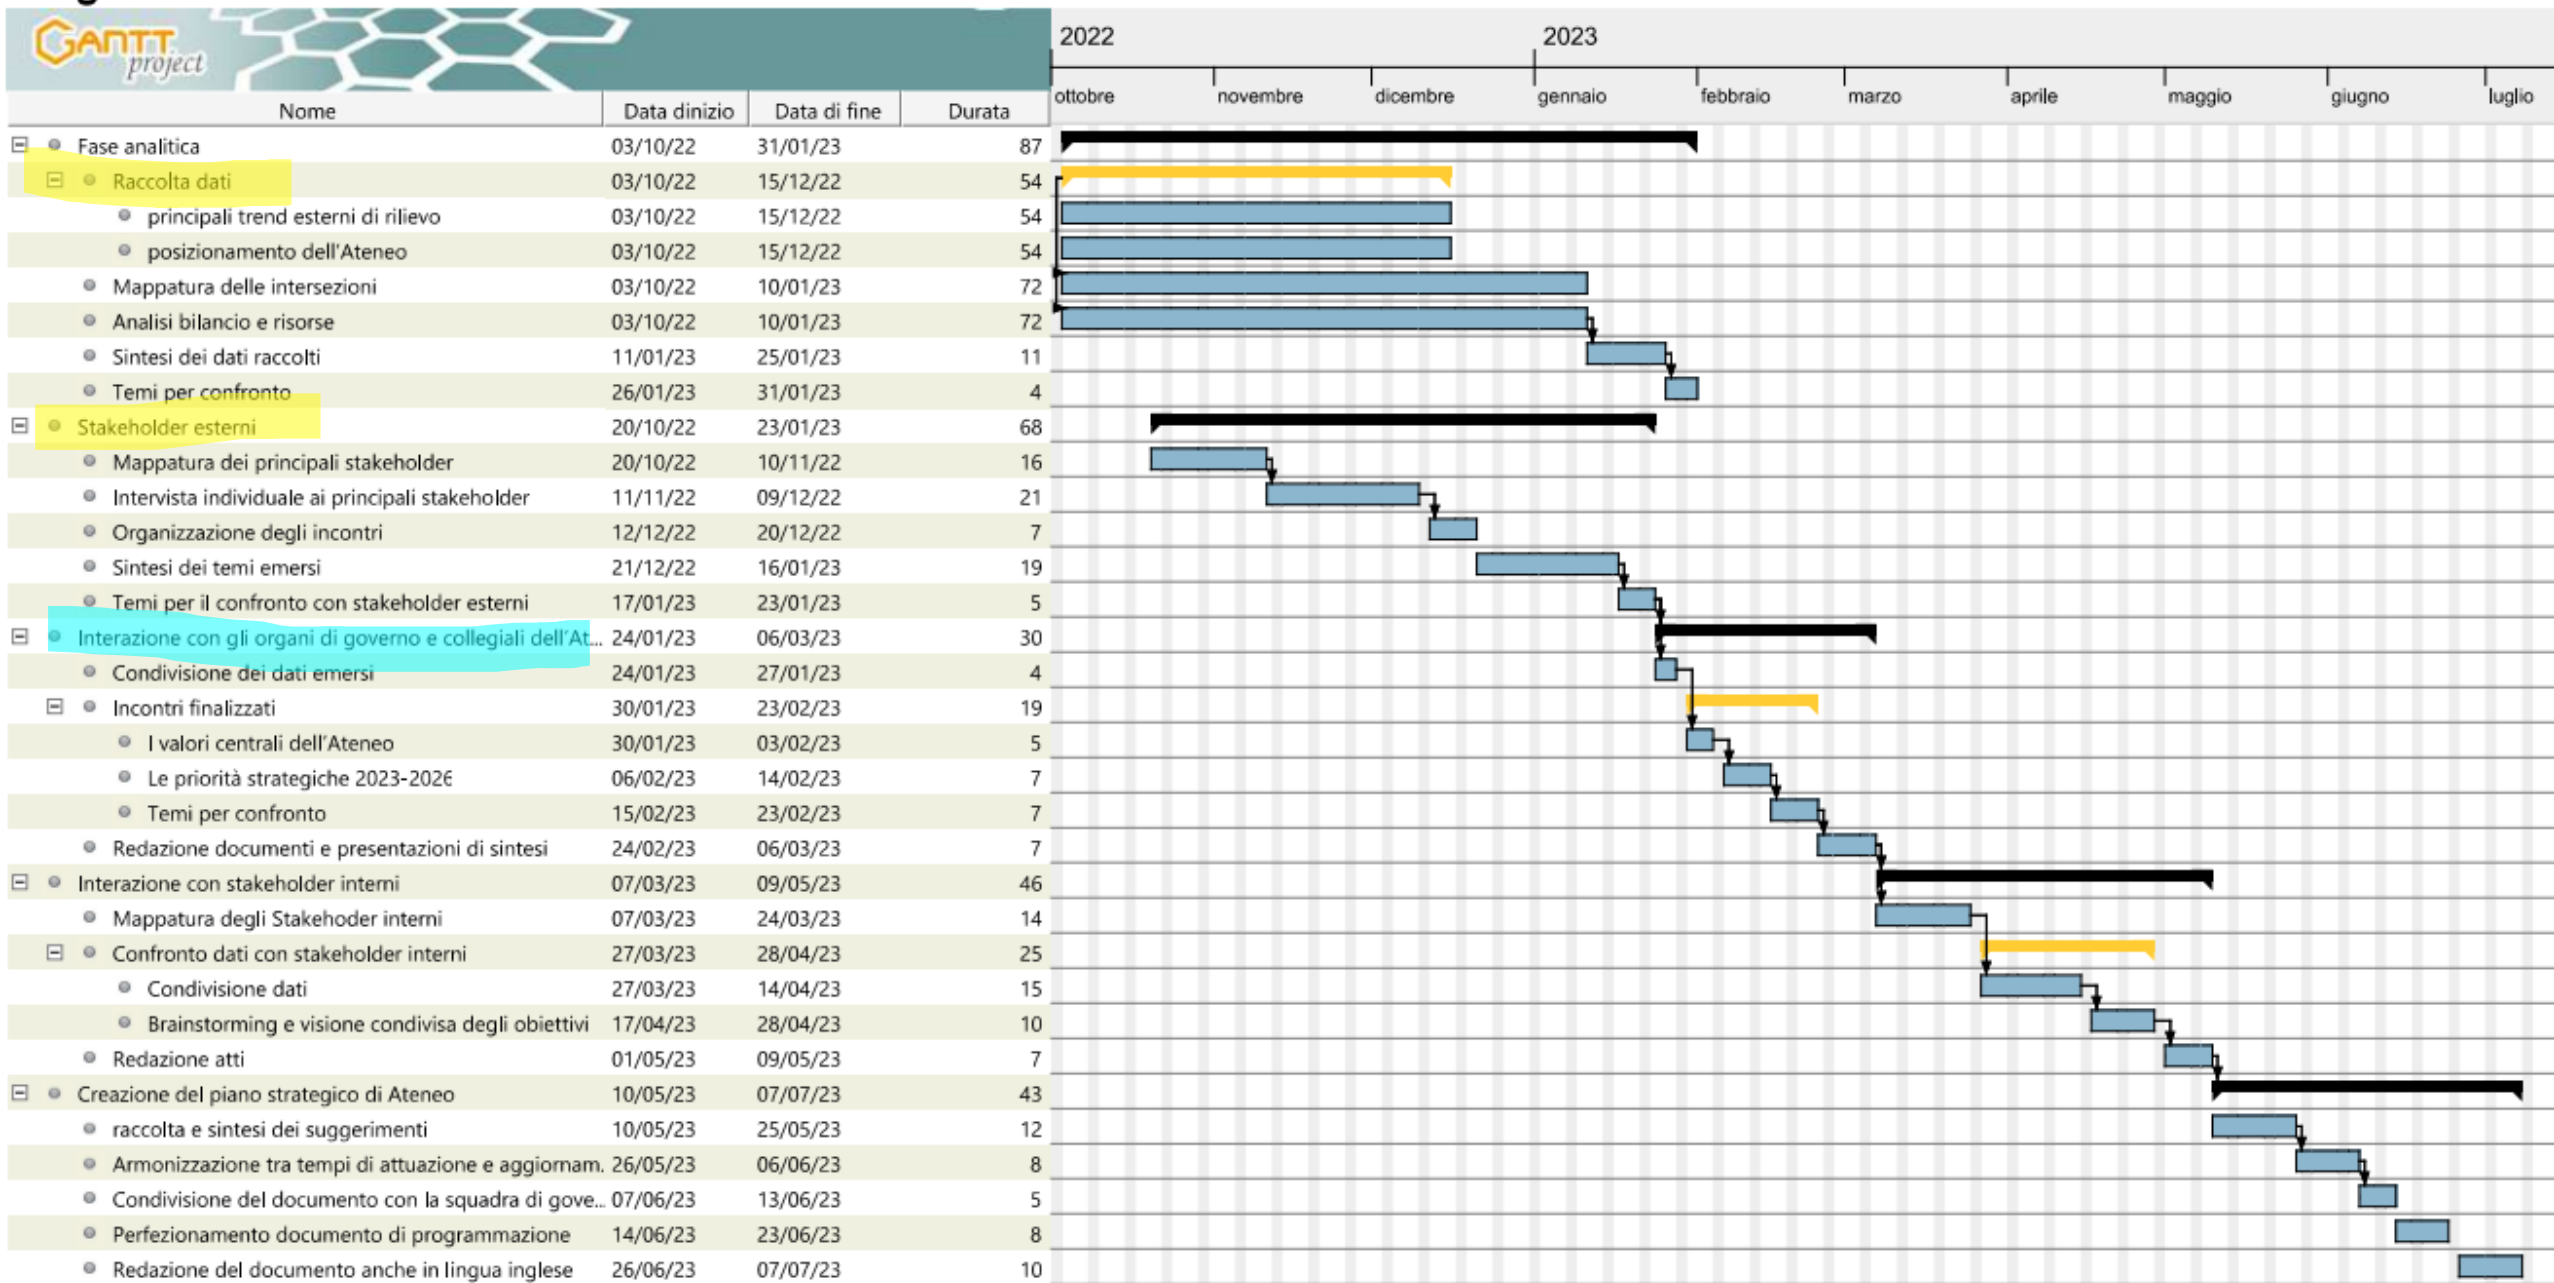 GANTT
project
2022 2023
ottobre novembre dicembre gennaio febbraio marzo aprile maggio giugno luglio
Nome Data dinizio Data di fine Durata
Fase analitica 03/10/22 31/01/23 87
Raccolta dati 03/10/22 15/12/22 54
principali trend esterni di rilievo 03/10/22 15/12/22 54
posizionamento dell'Ateneo 03/10/22 15/12/22 54
Mappatura delle intersezioni 03/10/22 10/01/23 72
Analisi bilancio e risorse 03/10/22 10/01/23 72
Sintesi dei dati raccolti 11/01/23 25/01/23 11
Temi per confronto 26/01/23 31/01/23 4
Stakeholder esterni 20/10/22 23/01/23 68
Mappatura dei principali stakeholder 20/10/22 10/11/22 16
Intervista individuale ai principali stakeholder 11/11/22 09/12/22 21
Organizzazione degli incontri 12/12/22 20/12/22 7
Sintesi dei temi emersi 21/12/22 16/01/23 19
Temi per il confronto con stakeholder esterni 17/01/23 23/01/23 5
Interazione con gli organi di governo e collegiali dell'At... 24/01/23 06/03/23 30
Condivisione dei dati emersi 24/01/23 27/01/23 4
Incontri finalizzati 30/01/23 23/02/23 19
I valori centrali dell'Ateneo 30/01/23 03/02/23 5
Le priorità strategiche 2023-2026 06/02/23 14/02/23 7
Temi per confronto 15/02/23 23/02/23 7
Redazione documenti e presentazioni di sintesi 24/02/23 06/03/23 7
Interazione con stakeholder interni 07/03/23 09/05/23 46
Mappatura degli Stakehoder interni 07/03/23 24/03/23 14
Confronto dati con stakeholder interni 27/03/23 28/04/23 25
Condivisione dati 27/03/23 14/04/23 15
Brainstorming e visione condivisa degli obiettivi 17/04/23 28/04/23 10
Redazione atti 01/05/23 09/05/23 7
Creazione del piano strategico di Ateneo 10/05/23 07/07/23 43
raccolta e sintesi dei suggerimenti 10/05/23 25/05/23 12
Armonizzazione tra tempi di attuazione e aggiornam. 26/05/23 06/06/23 8
Condivisione del documento con la squadra di gove... 07/06/23 13/06/23 5
Perfezionamento documento di programmazione 14/06/23 23/06/23 8
Redazione del documento anche in lingua inglese 26/06/23 07/07/23 10